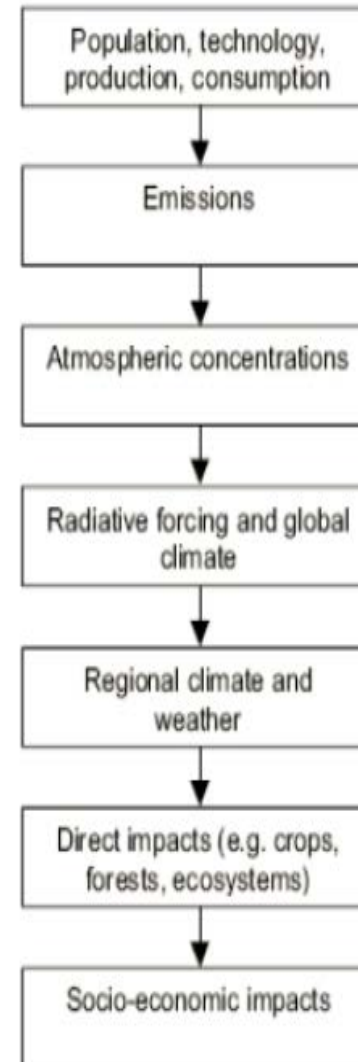 Population, technology,
production, consumption
Emissions
Atmospheric concentrations
Radiative forcing and global
climate
Regional climate and
weather
Direct impacts (e.g. crops,
forests, ecosystems)
Socio-economic impacts